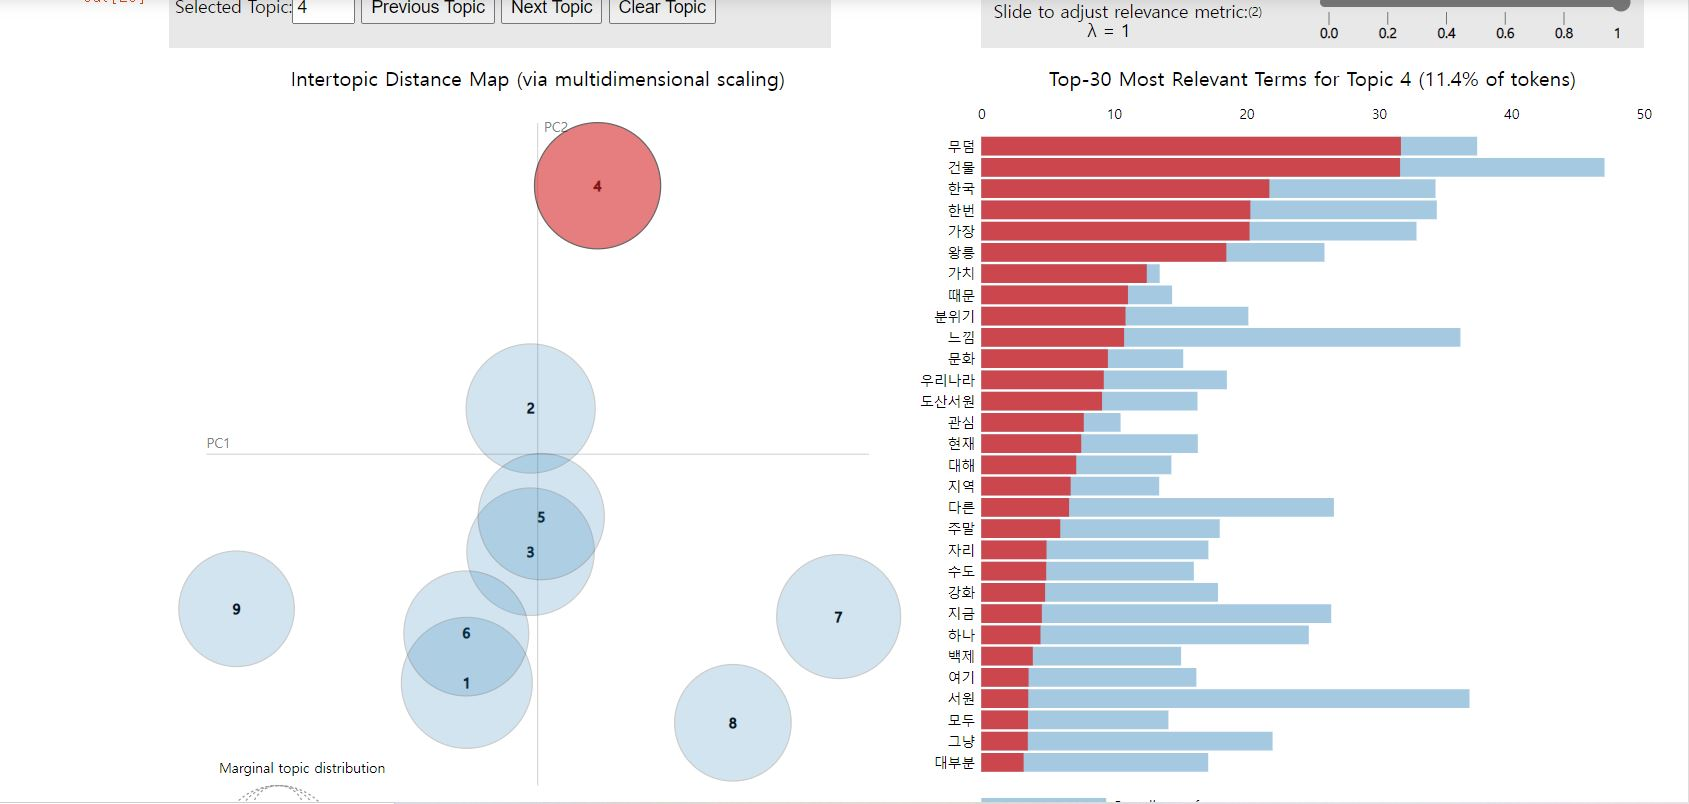 Selected Topic: 4 Previous Topic Next Topic Clear Topic
Slide to adjust relevance metric:(2)
λ = 1
0.0 0.2 0.4 0.6 0.8 1
Intertopic Distance Map (via multidimensional scaling)
PC2
4
2
PC1
5
3
9
6
7
1
8
Marginal topic distribution
Top-30 Most Relevant Terms for Topic 4 (11.4% of tokens)
0 10 20 30 40 50
무덤
건물
한국
한번
가장
왕릉
가치
때문
분위기
느낌
문화
우리나라
도산서원
관심
현재
대해
지역
다른
주말
자리
수도
강화
지금
하나
백제
여기
서원
모두
그냥
대부분